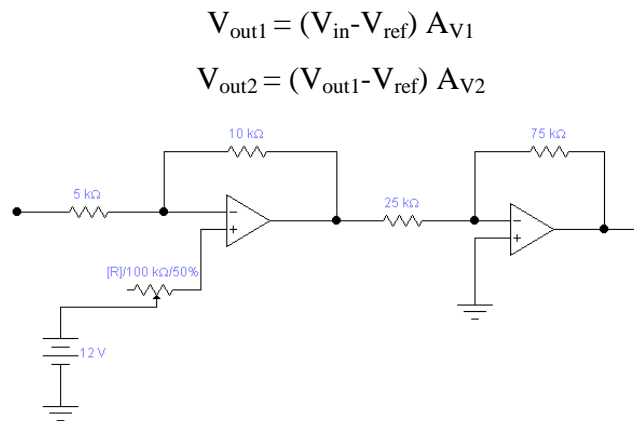 Vout1 = (Vin-Vref) AV1
Vout2 = (Vout1-Vref) AV2
10 kΩ
75 kΩ
5 kΩ
25 kΩ
[R]/100 kΩ/50%
12 V